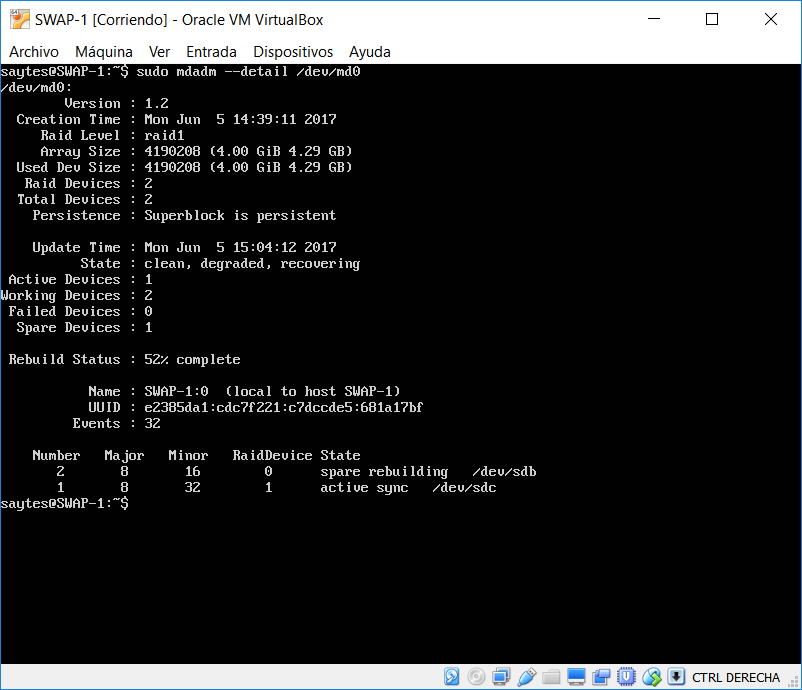 SWAP-1 [Corriendo] - Oracle VM VirtualBox
Archivo Máquina Ver Entrada Dispositivos Ayuda
saytes@SWAP-1:~$ sudo mdadm --detail /dev/md0
/dev/md0:
Version : 1.2
Creation Time : Mon Jun  5 14:39:11 2017
Raid Level : raid1
Array Size : 4190208 (4.00 GiB 4.29 GB)
Used Dev Size : 4190208 (4.00 GiB 4.29 GB)
Raid Devices : 2
Total Devices : 2
Persistence : Superblock is persistent
Update Time : Mon Jun  5 15:04:12 2017
State : clean, degraded, recovering
Active Devices : 1
Working Devices : 2
Failed Devices : 0
Spare Devices : 1
Rebuild Status : 52% complete
Name : SWAP-1:0  (local to host SWAP-1)
UUID : e2385da1:cdc7f221:c7dccde5:681a17bf
Events : 32
Number   Major   Minor   RaidDevice State
2       8       16        0      spare rebuilding   /dev/sdb
1       8       32        1      active sync   /dev/sdc
saytes@SWAP-1:~$
CTRL DERECHA